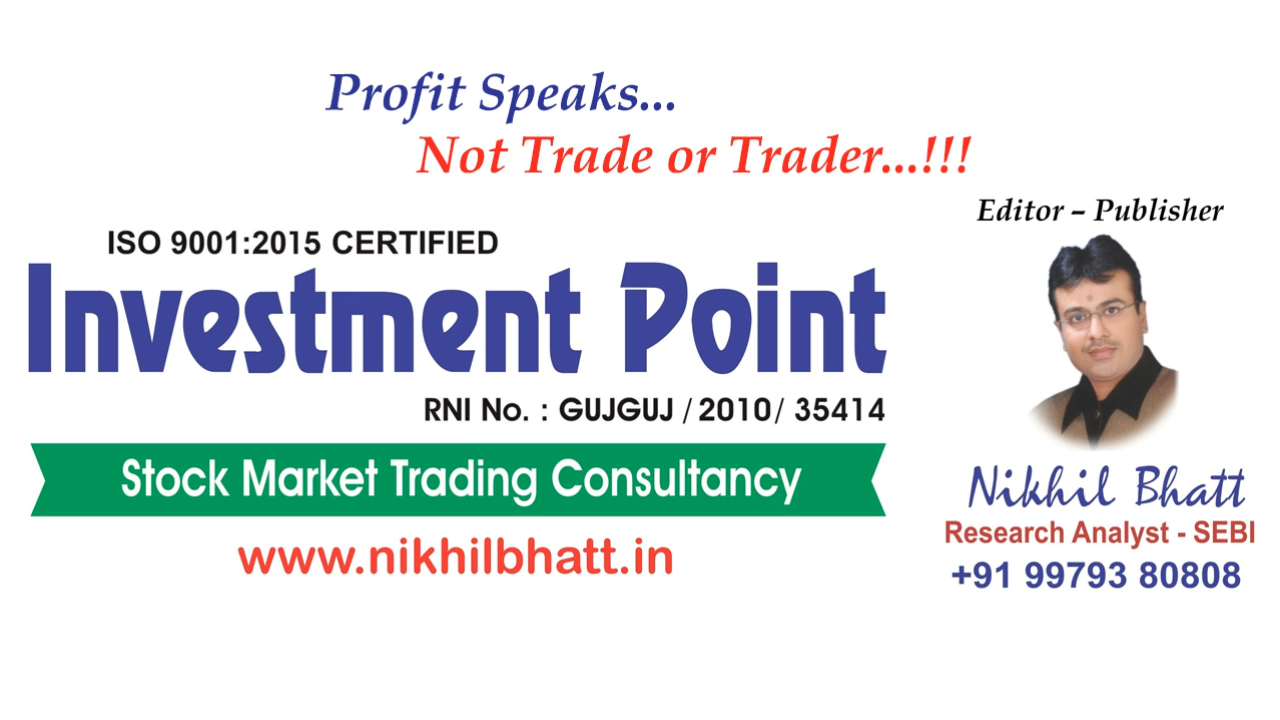 Profit Speaks...
Not Trade or Trader...!!!
Editor – Publisher
ISO 9001:2015 CERTIFIED
Investment Point
RNI No. : GUJGUJ / 2010/ 35414
Stock Market Trading Consultancy
www.nikhilbhatt.in
Nikhil Bhatt
Research Analyst - SEBI
+91 99793 80808